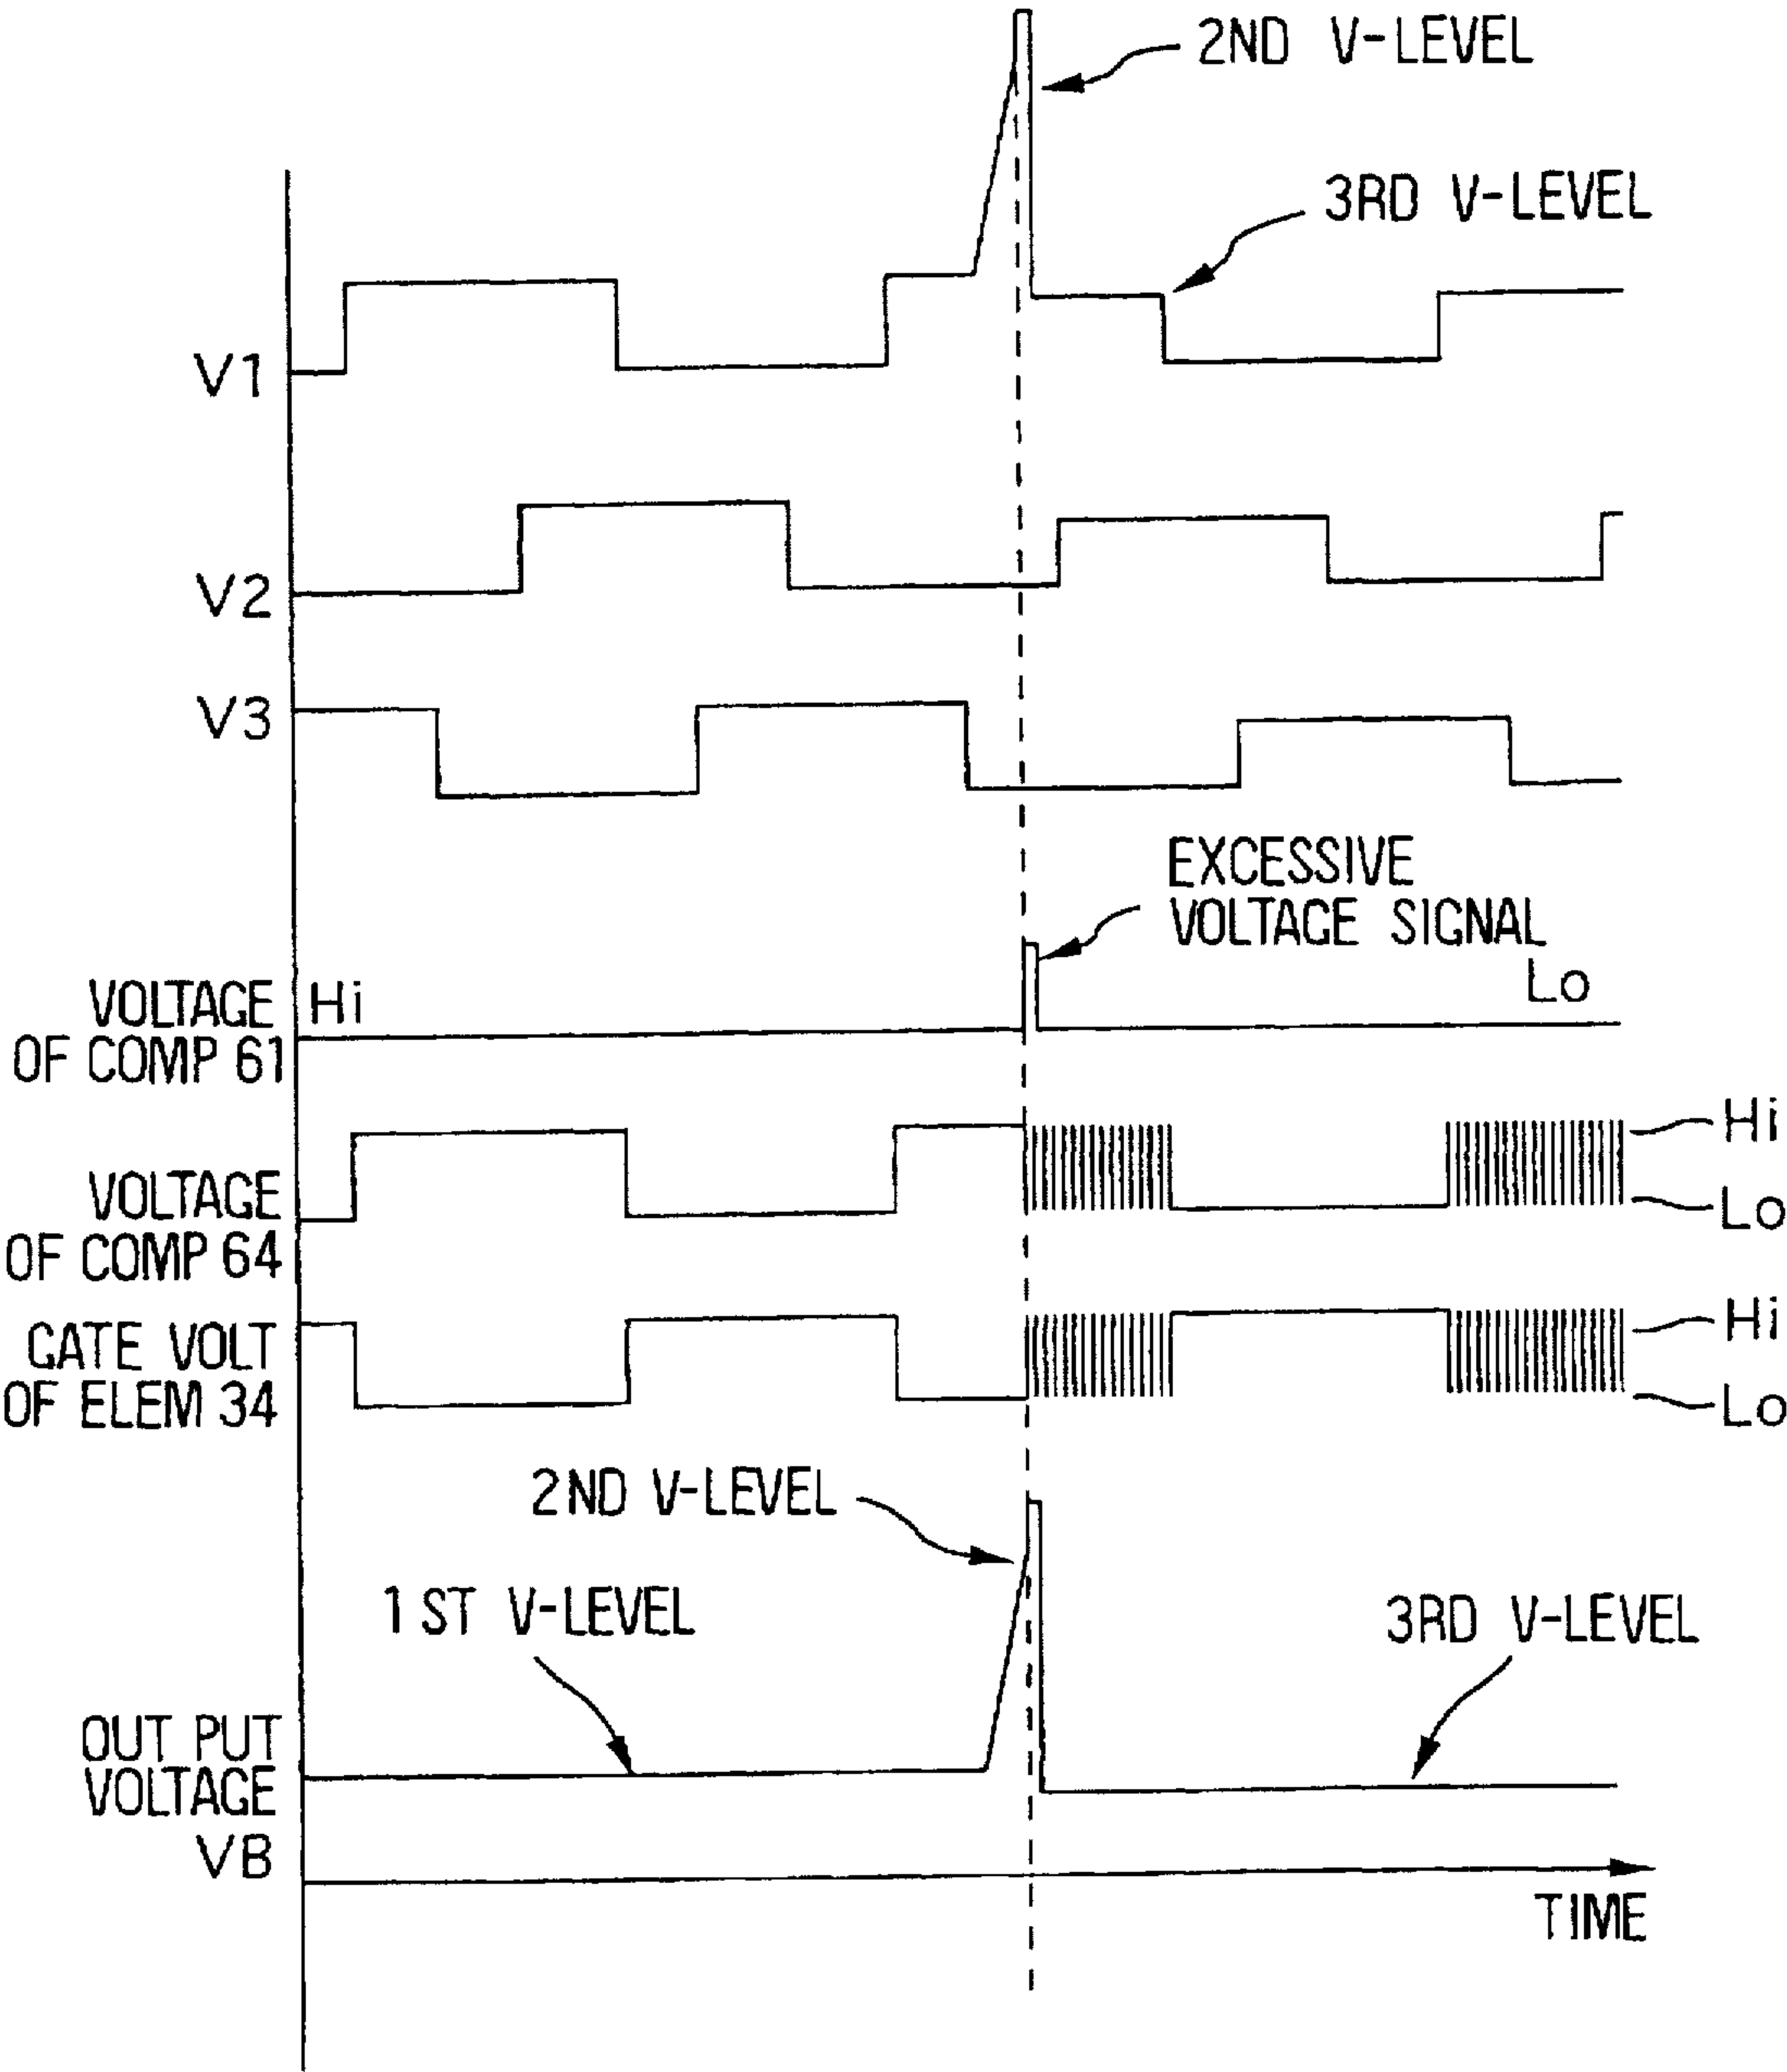 2ND V-LEVEL
3RD V-LEVEL
V1
V2
V3
EXCESSIVE
VOLTAGE SIGNAL
Hi
Lo
VOLTAGE
OF COMP 61
Hi
VOLTAGE
OF COMP 64
Lo
Hi
GATE VOLT
OF ELEM 34
Lo
2ND V-LEVEL
1ST V-LEVEL
3RD V-LEVEL
OUT PUT
VOLTAGE
VB
TIME